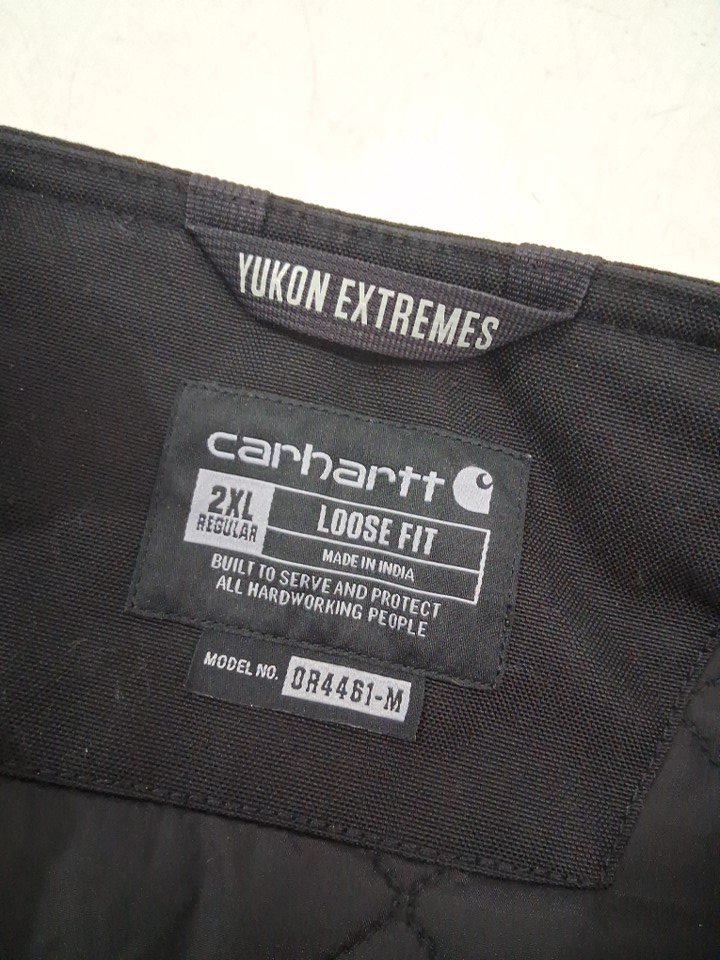 YUKON EXTREMES
carhartt
2XL
REGULAR
LOOSE FIT
MADE IN INDIA
BUILT TO SERVE AND PROTECT
ALL HARDWORKING PEOPLE
MODEL NO. OR4461-M